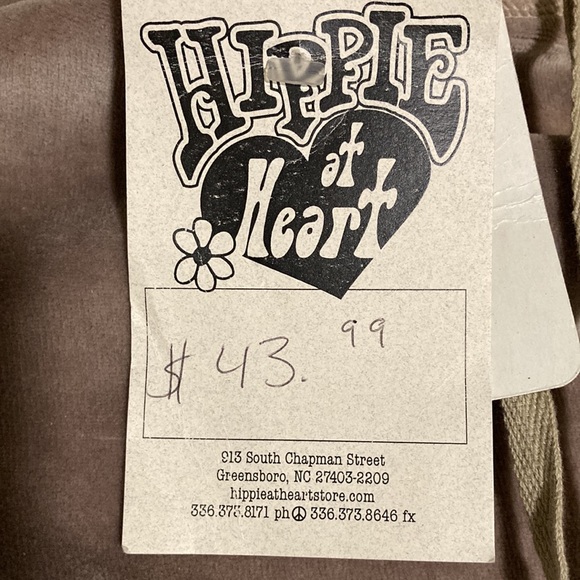 HIPPIE
at
Heart
$ 43.99
913 South Chapman Street
Greensboro, NC 27403-2209
hippieatheartstore.com
336.373.8171 ph ☮ 336.373.8646 fx